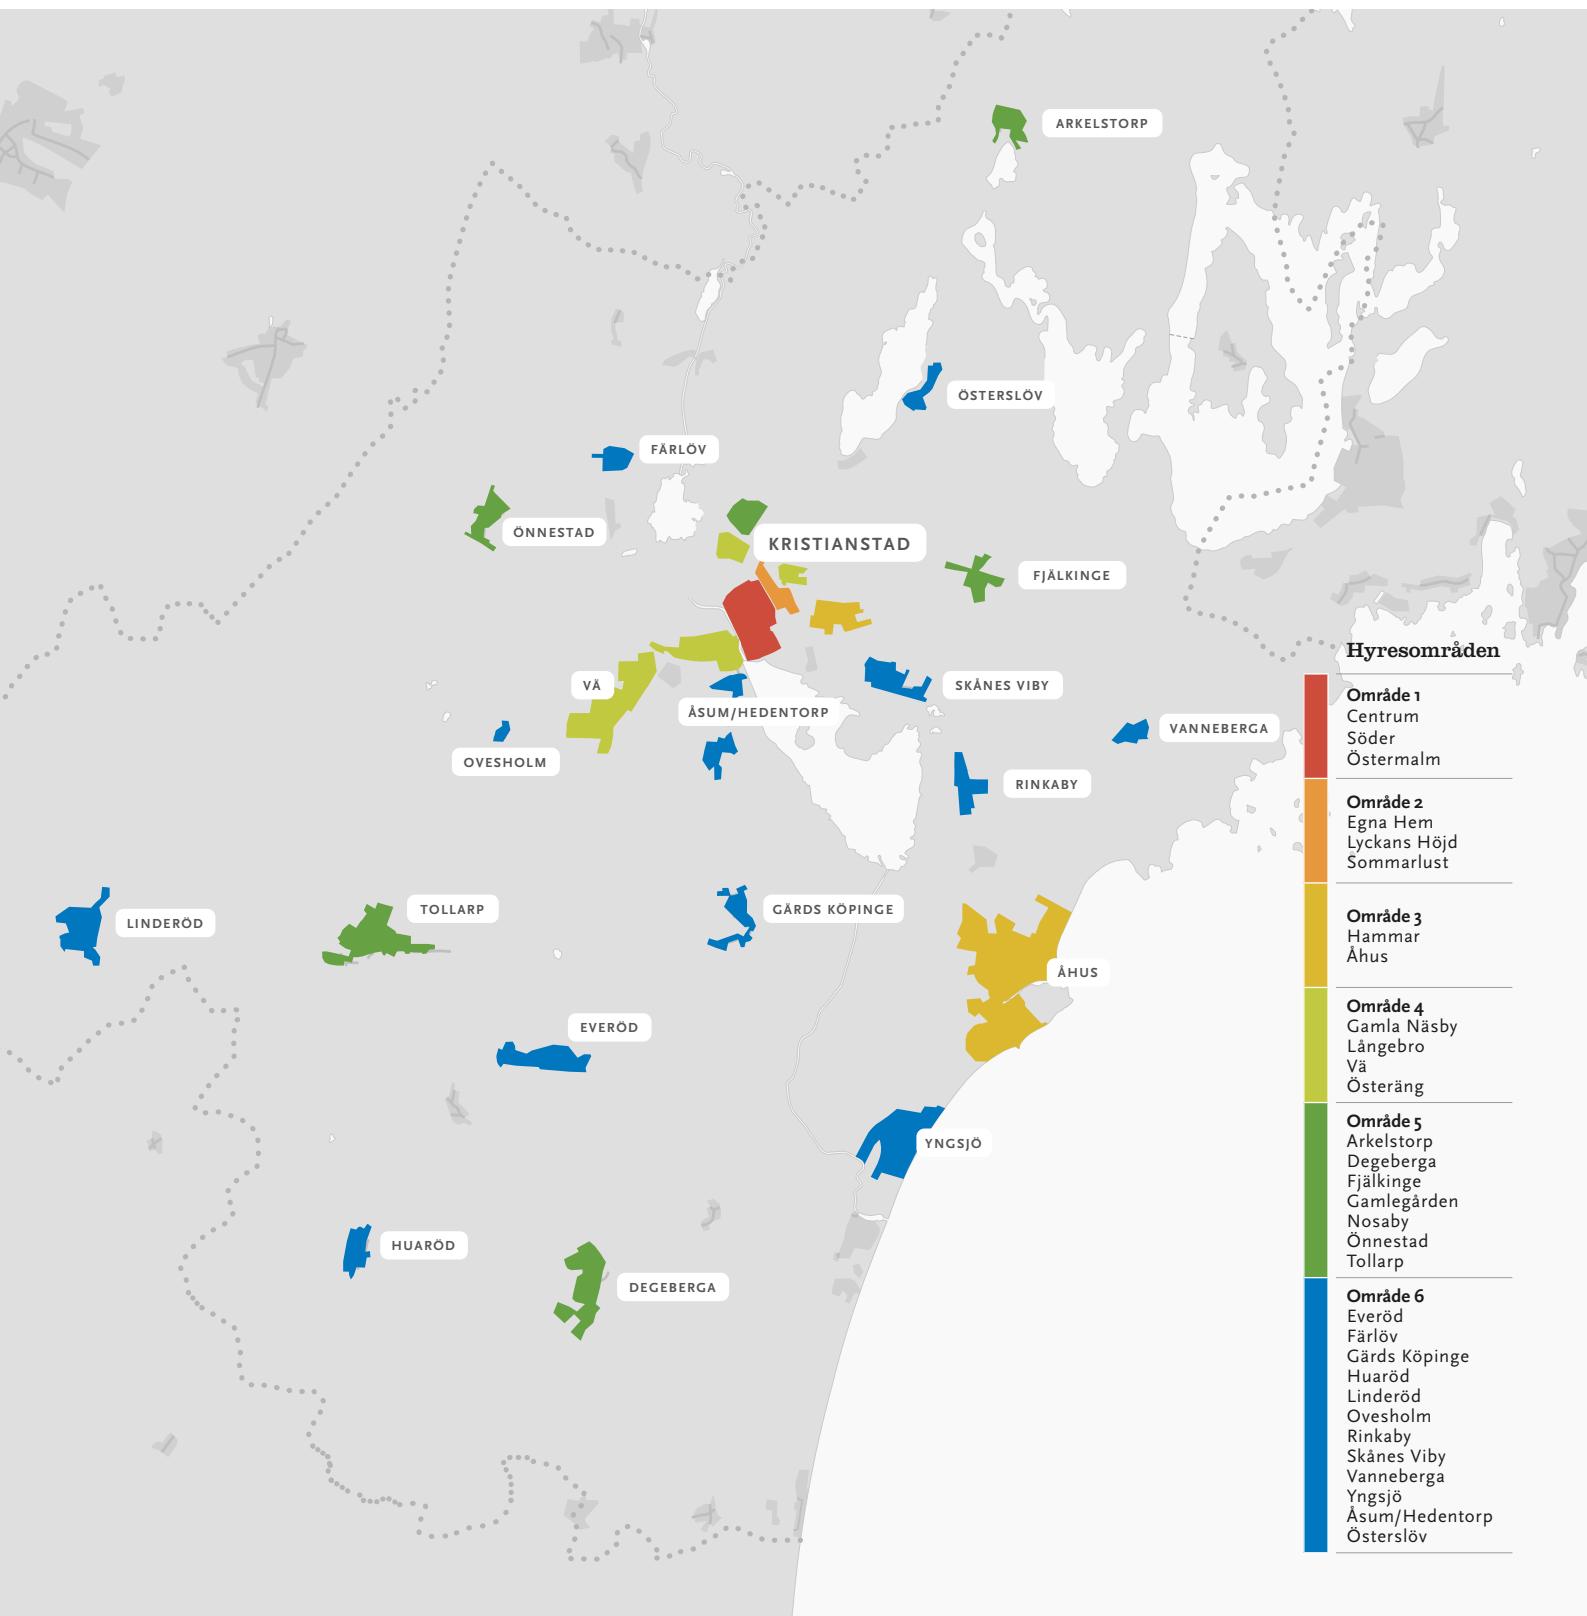 ARKELSTORP
ÖSTERSLÖV
FÄRLÖV
ÖNNESTAD
KRISTIANSTAD
FJÄLKINGE
VÄ
SKÅNES VIBY
ÅSUM/HEDENTORP
VANNEBERGA
OVESHOLM
RINKABY
LINDERÖD
TOLLARP
GÄRDS KÖPINGE
ÅHUS
EVERÖD
YNGSJÖ
HUARÖD
DEGEBERGA
Hyresområden
Område 1
Centrum
Söder
Östermalm
Område 2
Egna Hem
Lyckans Höjd
Sommarlust
Område 3
Hammar
Åhus
Område 4
Gamla Näsby
Långebro
Vä
Österäng
Område 5
Arkelstorp
Degeberga
Fjälkinge
Gamlegården
Nosaby
Önnestad
Tollarp
Område 6
Everöd
Färlöv
Gärds Köpinge
Huaröd
Linderöd
Ovesholm
Rinkaby
Skånes Viby
Vanneberga
Yngsjö
Åsum/Hedentorp
Österslöv